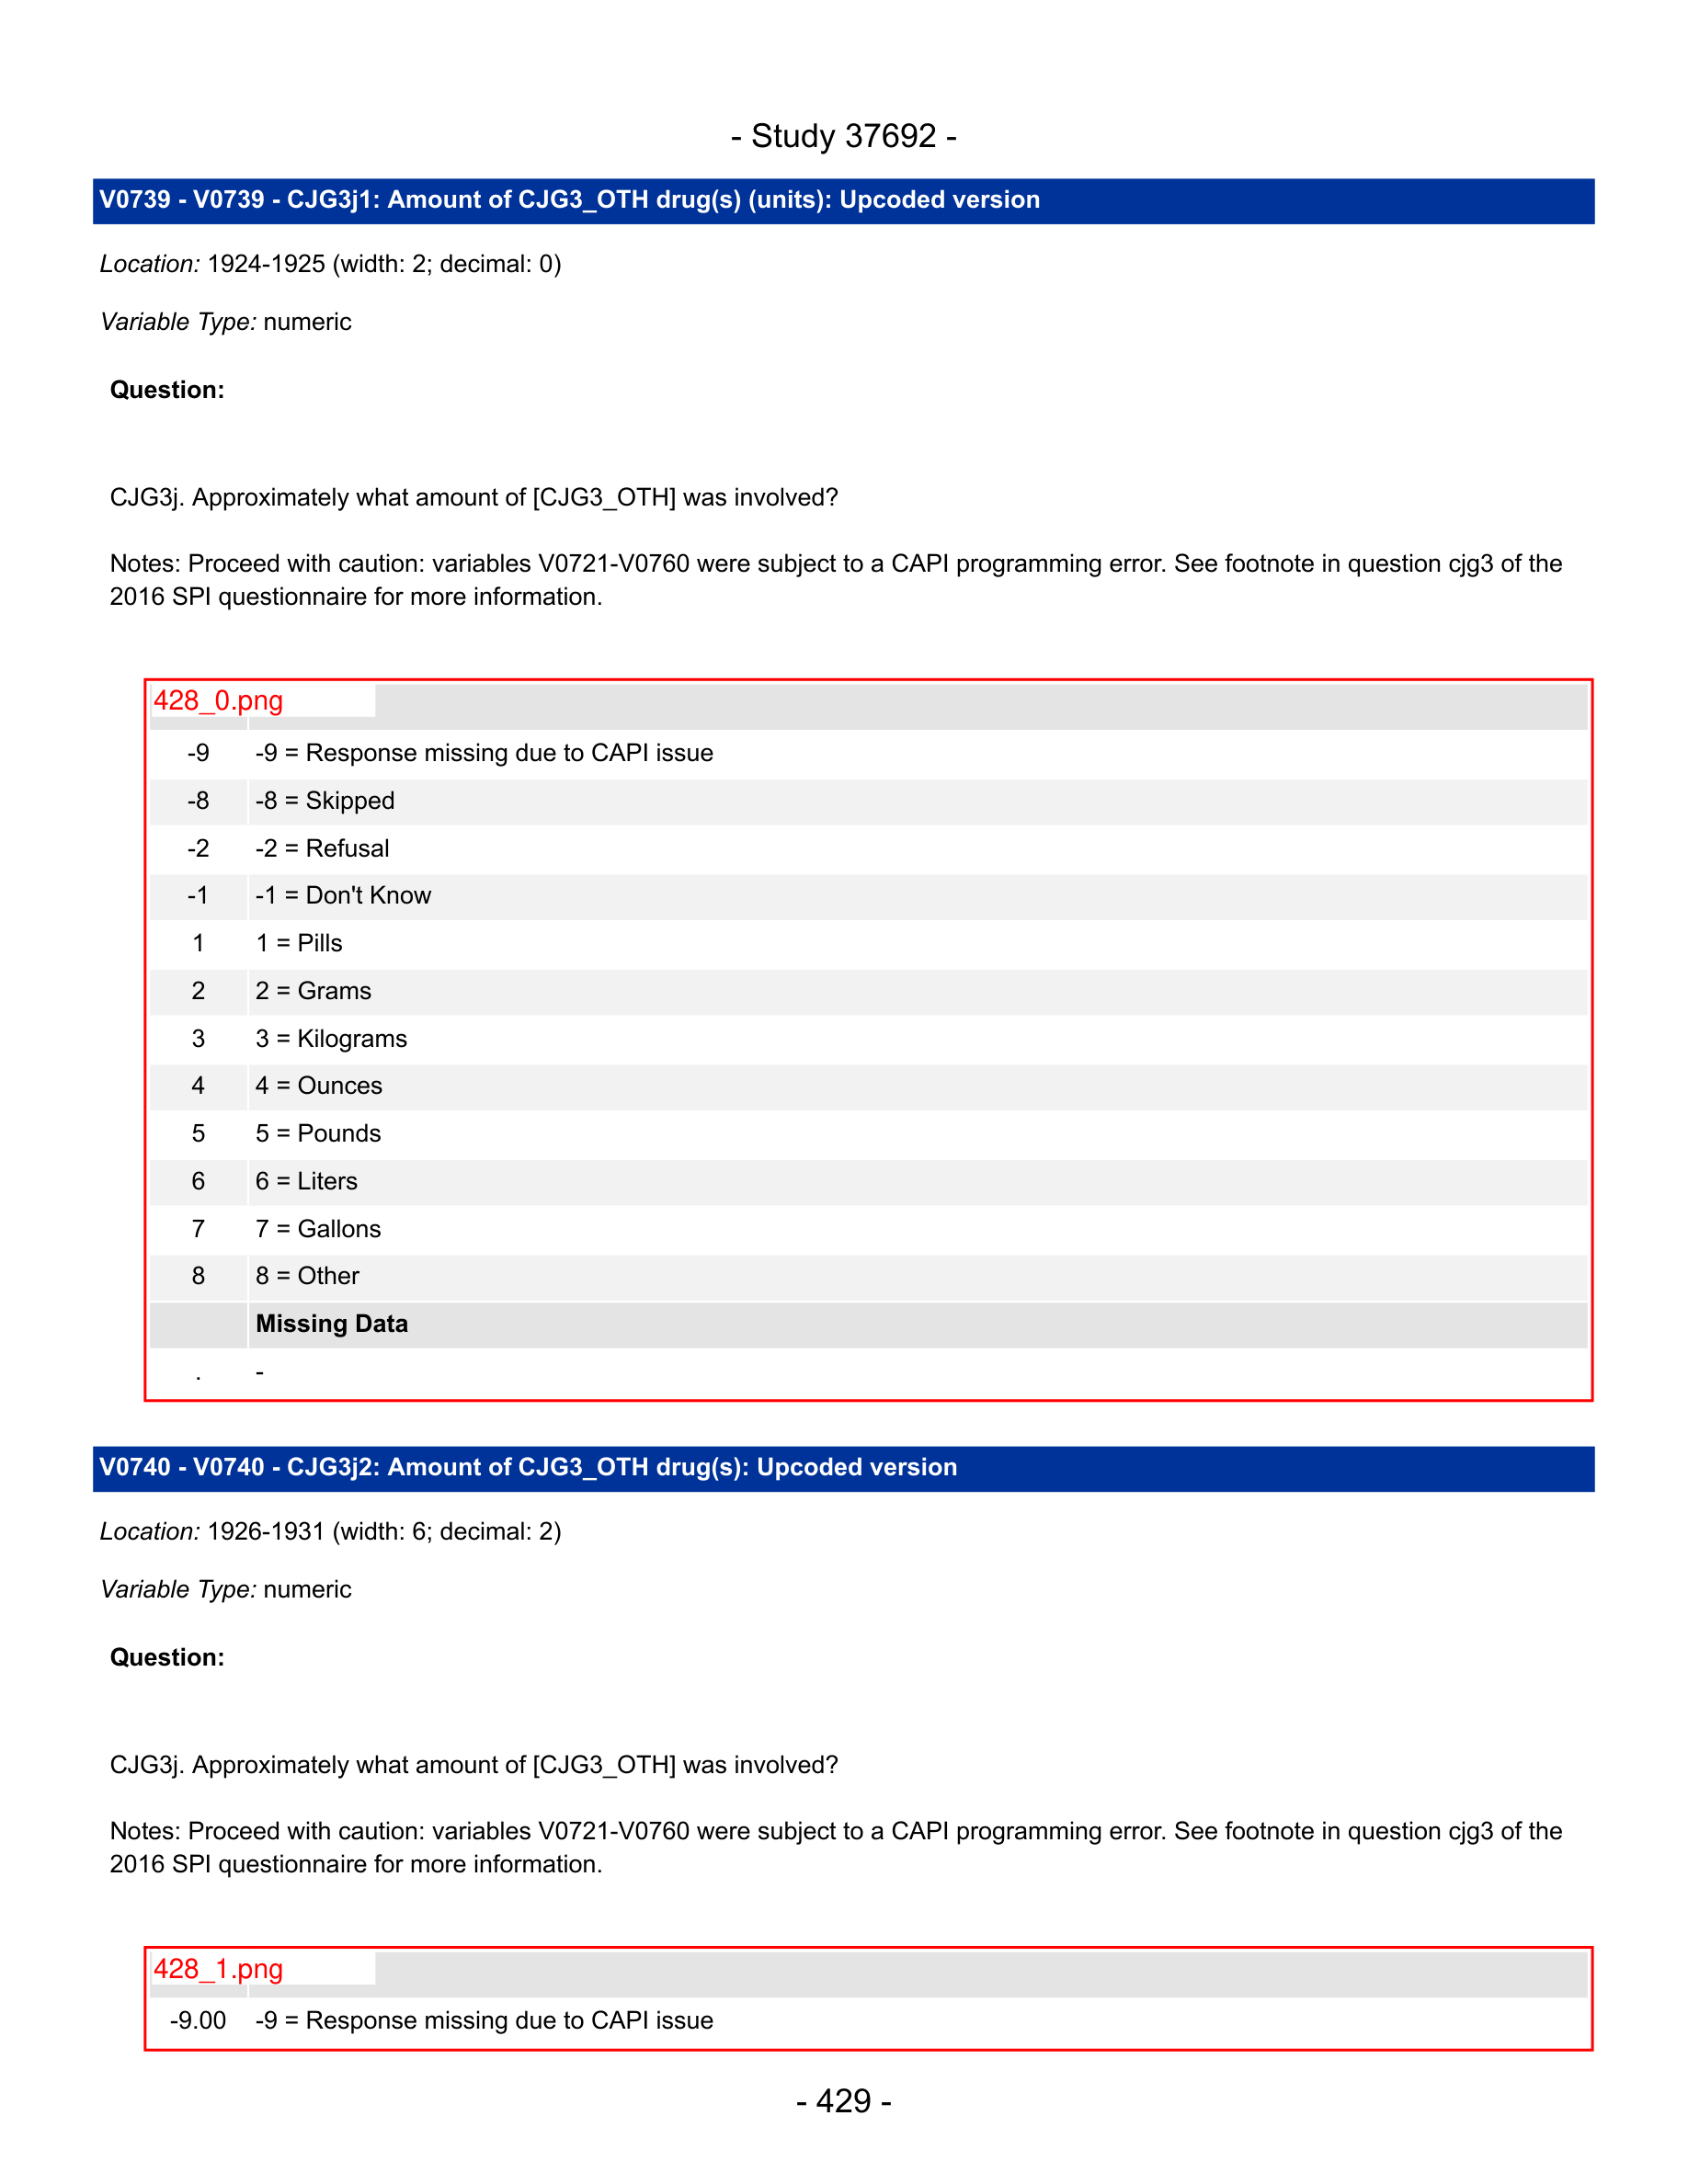 - Study 37692 -
V0739 - V0739 - CJG3j1: Amount of CJG3_OTH drug(s) (units): Upcoded version
Location: 1924-1925 (width: 2; decimal: 0)
Variable Type: numeric
Question:
CJG3j. Approximately what amount of [CJG3_OTH] was involved?
Notes: Proceed with caution: variables V0721-V0760 were subject to a CAPI programming error. See footnote in question cjg3 of the
2016 SPI questionnaire for more information.
428_0.png
-9 -9 = Response missing due to CAPI issue
-8 -8 = Skipped
-2 -2 = Refusal
-1 -1 = Don't Know
1 1 = Pills
2 2 = Grams
3 3 = Kilograms
4 4 = Ounces
5 5 = Pounds
6 6 = Liters
7 7 = Gallons
8 8 = Other
Missing Data
. -
V0740 - V0740 - CJG3j2: Amount of CJG3_OTH drug(s): Upcoded version
Location: 1926-1931 (width: 6; decimal: 2)
Variable Type: numeric
Question:
CJG3j. Approximately what amount of [CJG3_OTH] was involved?
Notes: Proceed with caution: variables V0721-V0760 were subject to a CAPI programming error. See footnote in question cjg3 of the
2016 SPI questionnaire for more information.
428_1.png
-9.00 -9 = Response missing due to CAPI issue
- 429 -